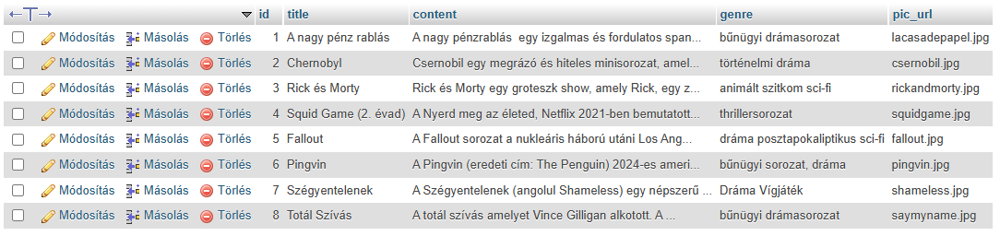 id title content genre pic_url
Módosítás Másolás Törlés 1 A nagy pénz rablás A nagy pénzrablás  egy izgalmas és fordulatos span... bűnügyi drámasorozat lacasadepapel.jpg
Módosítás Másolás Törlés 2 Chernobyl Csernobil egy megrázó és hiteles minisorozat, amel... történelmi dráma csernobil.jpg
Módosítás Másolás Törlés 3 Rick és Morty Rick és Morty egy groteszk show, amely Rick, egy z... animált szitkom sci-fi rickandmorty.jpg
Módosítás Másolás Törlés 4 Squid Game (2. évad) A Nyerd meg az életed, Netflix 2021-ben bemutatott... thrillersorozat squidgame.jpg
Módosítás Másolás Törlés 5 Fallout A Fallout sorozat a nukleáris háború utáni Los Ang... dráma posztapokaliptikus sci-fi fallout.jpg
Módosítás Másolás Törlés 6 Pingvin A Pingvin (eredeti cím: The Penguin) 2024-es ameri... bűnügyi sorozat, dráma pingvin.jpg
Módosítás Másolás Törlés 7 Szégyentelenek A Szégyentelenek (angolul Shameless) egy népszerű ... Dráma Vígjáték shameless.jpg
Módosítás Másolás Törlés 8 Totál Szívás A totál szívás amelyet Vince Gilligan alkotott. A ... bűnügyi drámasorozat saymyname.jpg